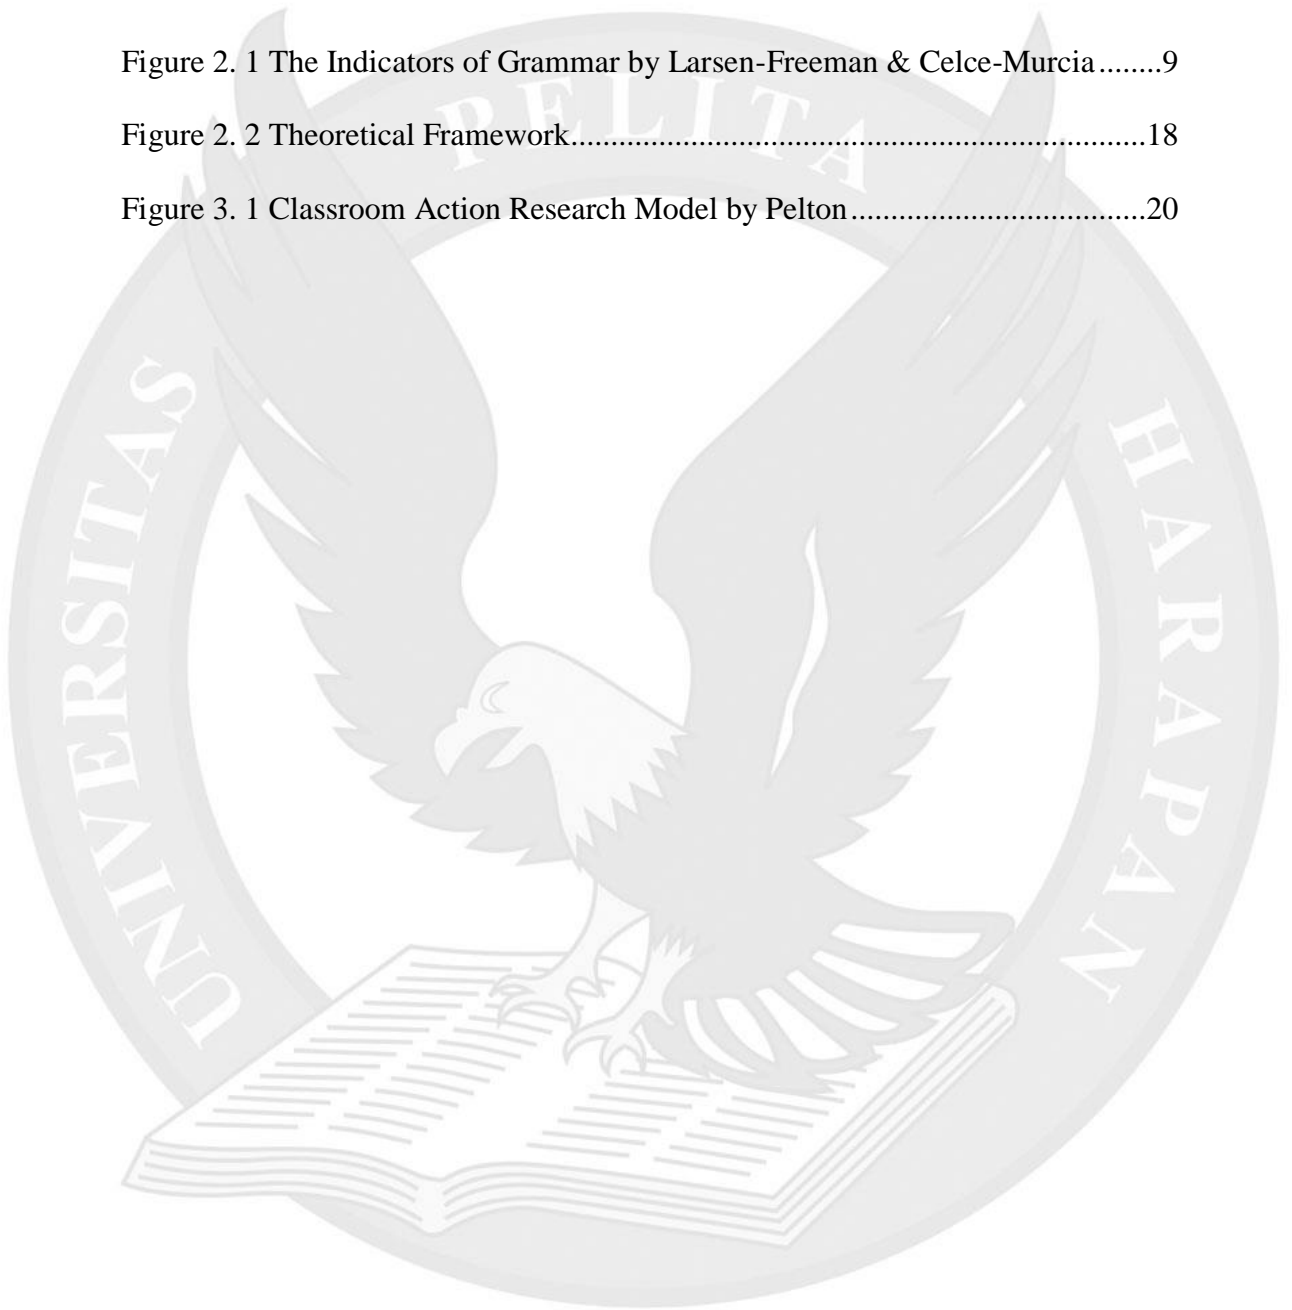 Figure 2. 1 The Indicators of Grammar by Larsen-Freeman & Celce-Murcia........9
Figure 2. 2 Theoretical Framework.......................................................................18
Figure 3. 1 Classroom Action Research Model by Pelton....................................20
UNIVERSITAS PELITA HARAPAN